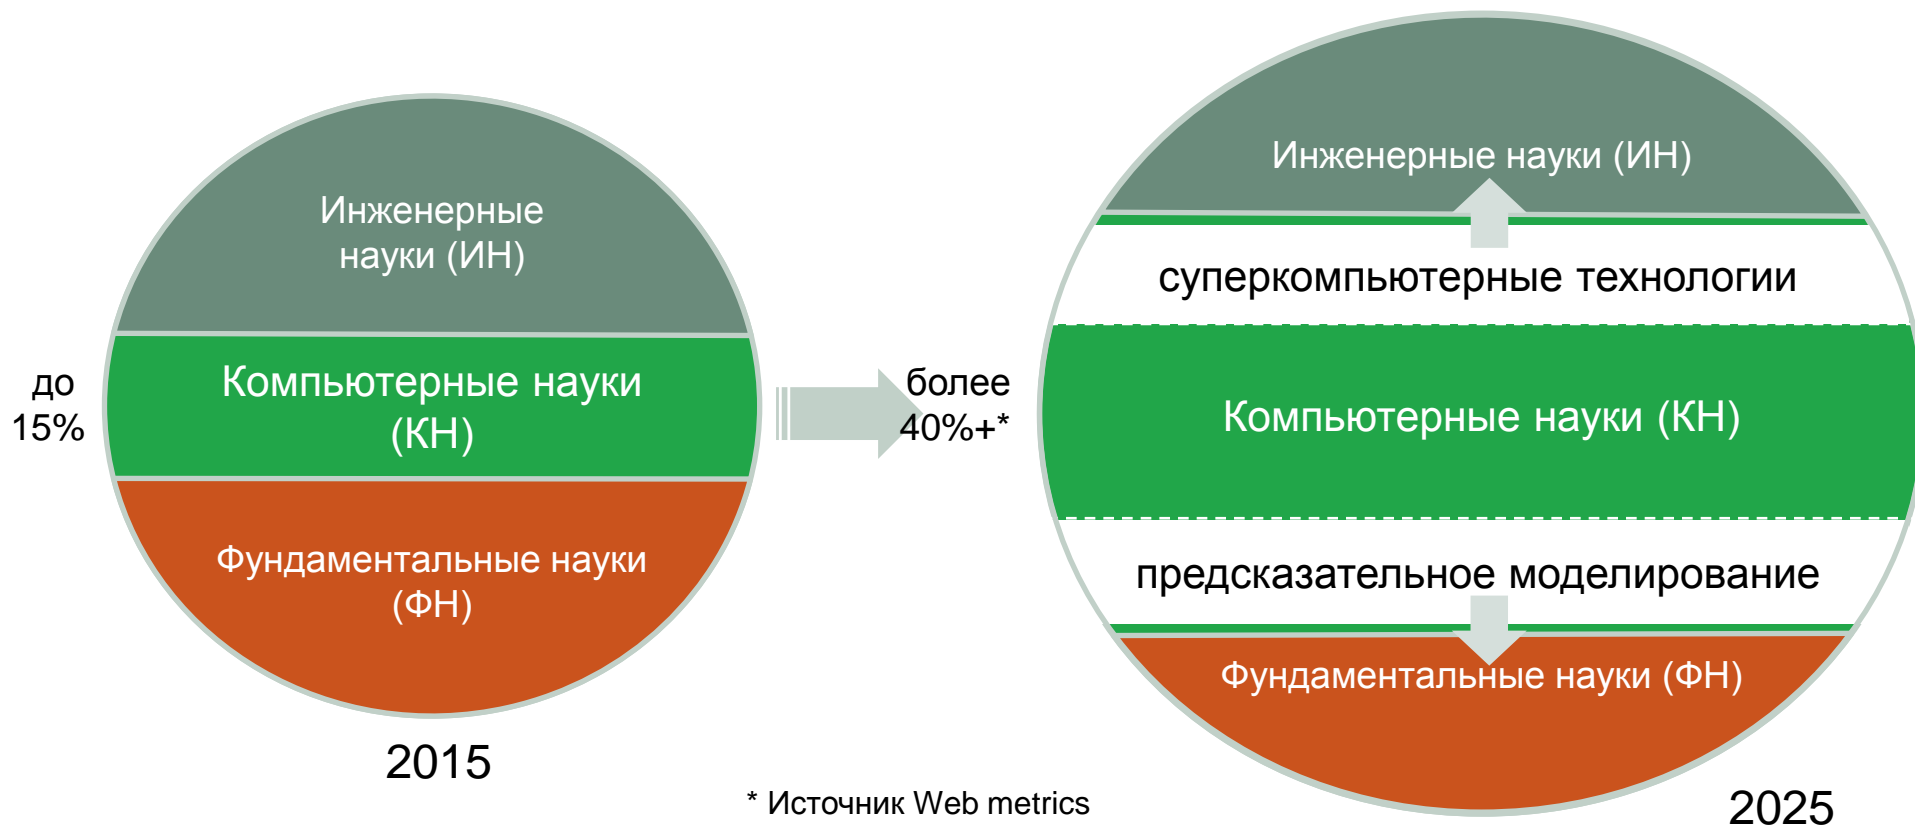 Инженерные
науки (ИН)
до
15%
Компьютерные науки
(КН)
Фундаментальные науки
(ФН)
2015
более
40%+*
Инженерные науки (ИН)
суперкомпьютерные технологии
Компьютерные науки (КН)
предсказательное моделирование
Фундаментальные науки (ФН)
2025
* Источник Web metrics